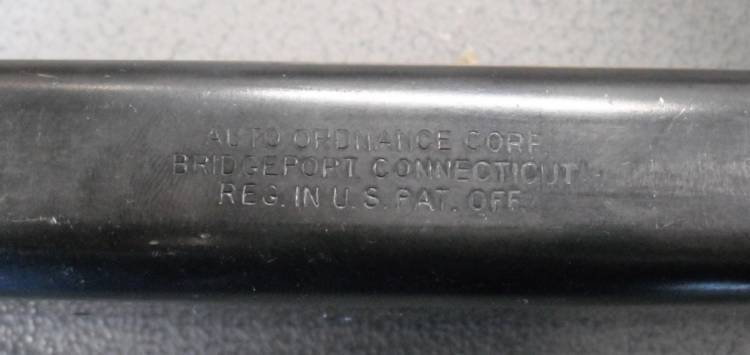 AUTO ORDNANCE CORP.
BRIDGEPORT, CONNECTICUT
REG. IN U.S. PAT. OFF.